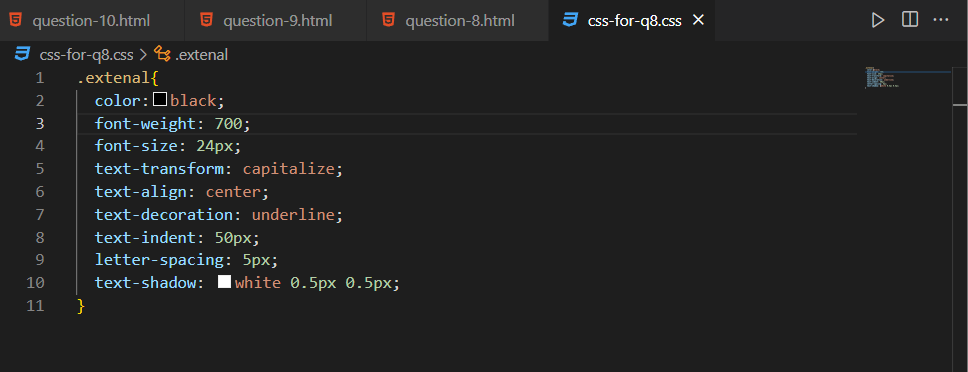 question-10.html question-9.html question-8.html css-for-q8.css
css-for-q8.css > .extenal
1 .extenal{
2 color: black;
3 font-weight: 700;
4 font-size: 24px;
5 text-transform: capitalize;
6 text-align: center;
7 text-decoration: underline;
8 text-indent: 50px;
9 letter-spacing: 5px;
10 text-shadow: white 0.5px 0.5px;
11 }